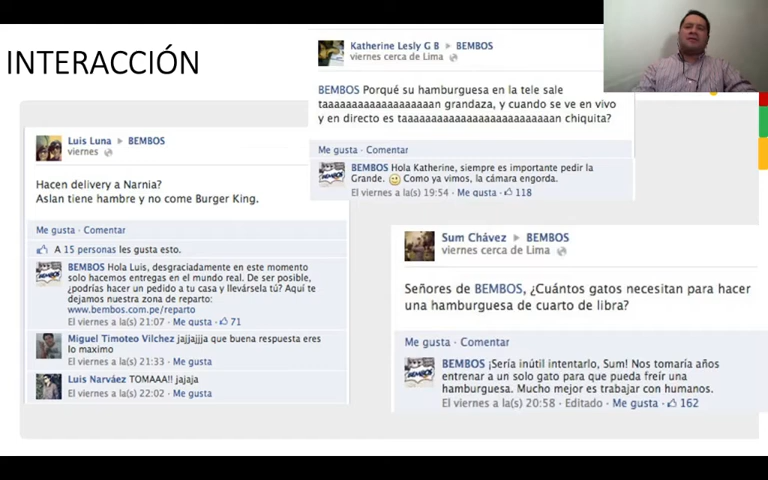 INTERACCIÓN
Luis Luna ▸ BEMBOS
viernes
Hacen delivery a Narnia?
Aslan tiene hambre y no come Burger King.
Me gusta · Comentar
A 15 personas les gusta esto.
BEMBOS Hola Luis, desgraciadamente en este momento
solo hacemos entregas en el mundo real. De ser posible,
¿podrías hacer un pedido a tu casa y llevársela tú? Aquí te
dejamos nuestra zona de reparto:
www.bembos.com.pe/reparto
El viernes a la(s) 21:07 · Me gusta · 71
Miguel Timoteo Vilchez jajjajjja que buena respuesta eres
lo maximo
El viernes a la(s) 21:33 · Me gusta
Luis Narváez TOMAAA!! jajaja
El viernes a la(s) 22:02 · Me gusta
Katherine Lesly G B ▸ BEMBOS
viernes cerca de Lima
BEMBOS Porqué su hamburguesa en la tele sale
taaaaaaaaaaaaaaaaaaan grandaza, y cuando se ve en vivo
y en directo es taaaaaaaaaaaaaaaaaaaaaaaaaan chiquita?
Me gusta · Comentar
BEMBOS Hola Katherine, siempre es importante pedir la
Grande. Como ya vimos, la cámara engorda.
El viernes a la(s) 19:54 · Me gusta · 118
Sum Chávez ▸ BEMBOS
viernes cerca de Lima
Señores de BEMBOS, ¿Cuántos gatos necesitan para hacer
una hamburguesa de cuarto de libra?
Me gusta · Comentar
BEMBOS ¡Sería inútil intentarlo, Sum! Nos tomaría años
entrenar a un solo gato para que pueda freír una
hamburguesa. Mucho mejor es trabajar con humanos.
El viernes a la(s) 20:58 · Editado · Me gusta · 162